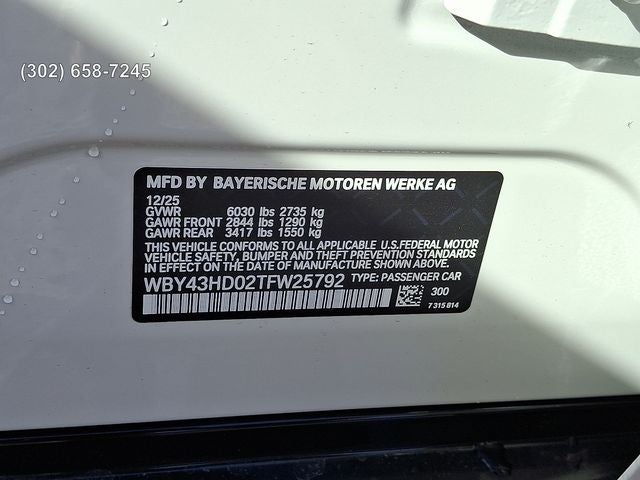 (302) 658-7245
MFD BY BAYERISCHE MOTOREN WERKE AG
12/25
GVWR 6030 lbs 2735 kg
GAWR FRONT 2844 lbs 1290 kg
GAWR REAR 3417 lbs 1550 kg
THIS VEHICLE CONFORMS TO ALL APPLICABLE U.S.FEDERAL MOTOR
VEHICLE SAFETY, BUMPER AND THEFT PREVENTION STANDARDS
IN EFFECT ON THE DATE OF MANUFACTURE SHOWN ABOVE.
WBY43HD02TFW25792 TYPE: PASSENGER CAR
300
7 315 814